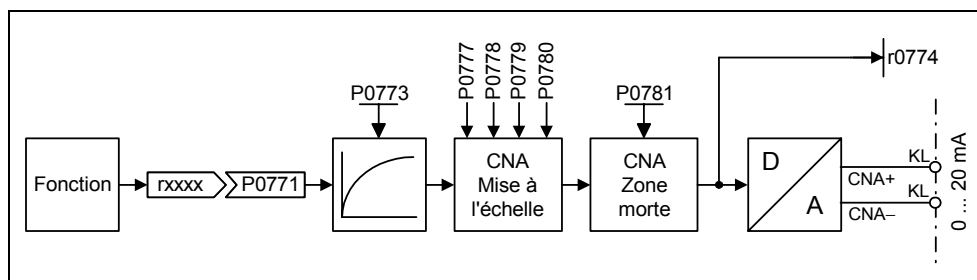 r0774
P0777
P0778
P0779
P0780
P0773
P0781
Fonction
rxxxx
P0771
CNA
Mise à
l'échelle
CNA
Zone
morte
D
A
KL
CNA+
KL
CNA−
0 ... 20 mA